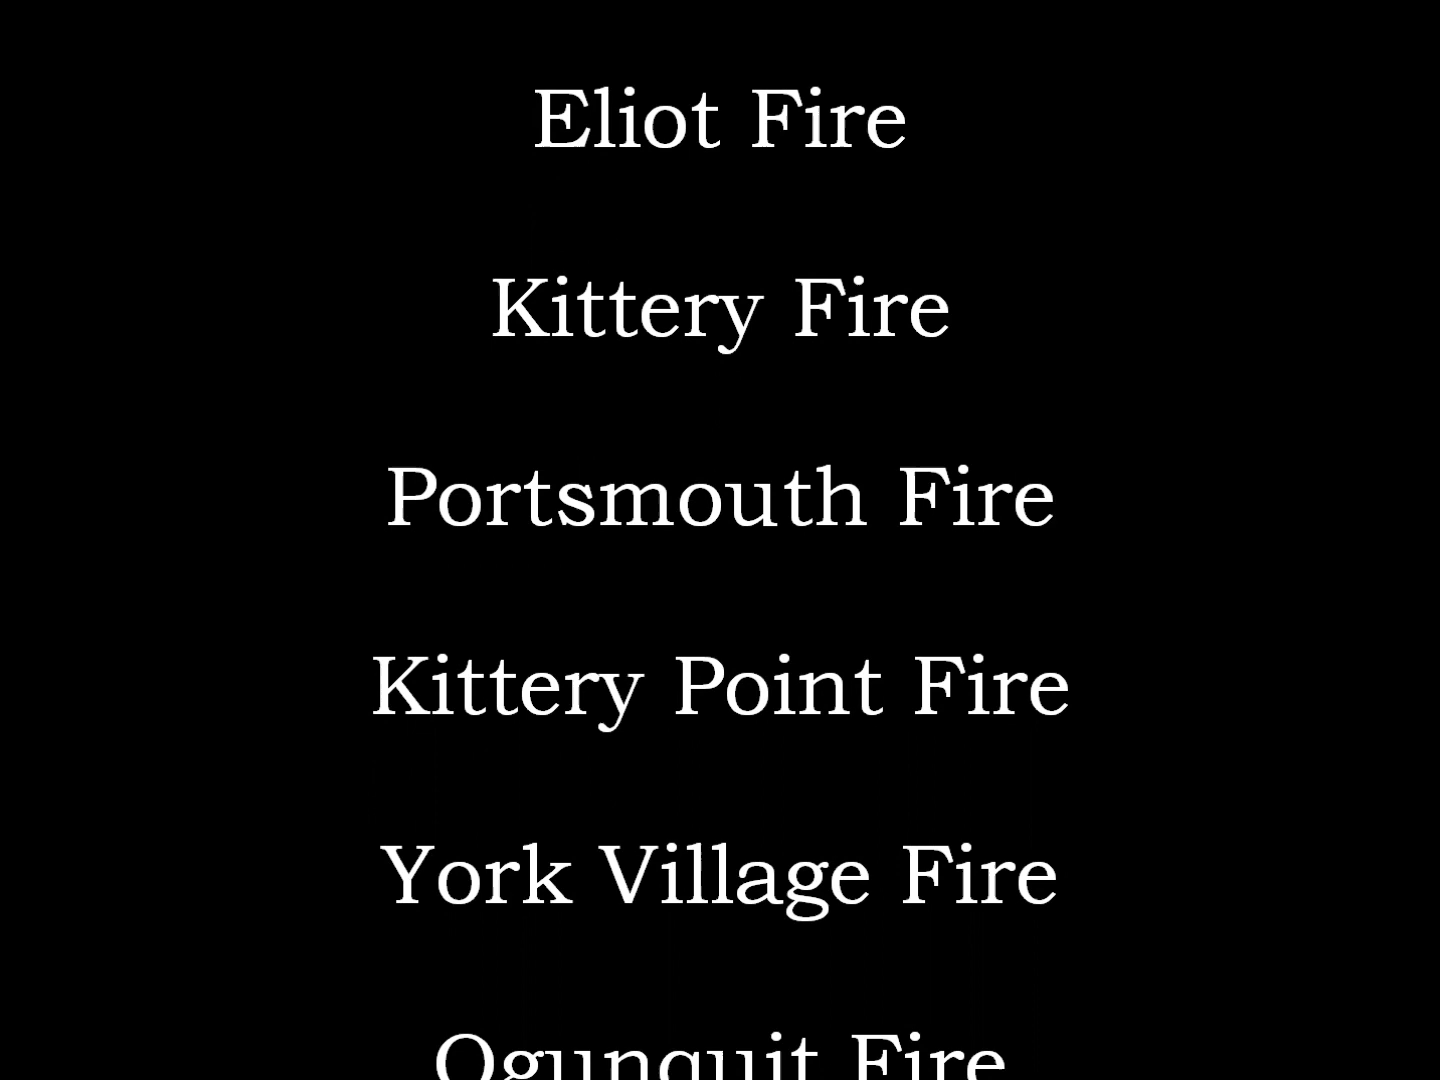 Eliot Fire
Kittery Fire
Portsmouth Fire
Kittery Point Fire
York Village Fire
Ogunquit Fire